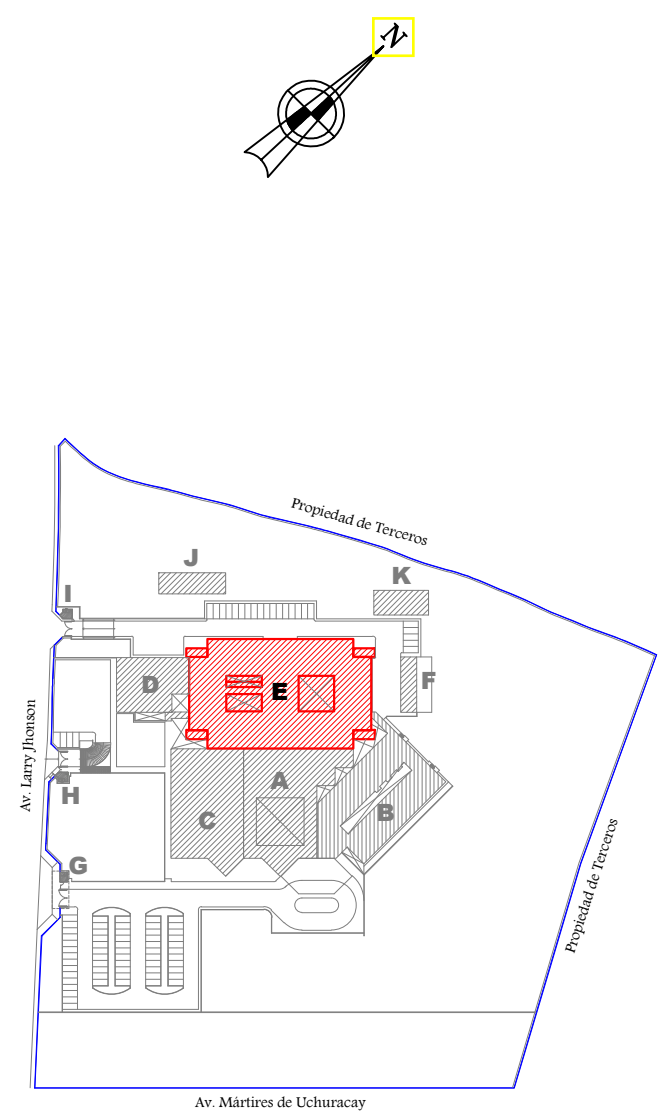 N
Propiedad de Terceros
J
K
I
D
E
F
Av. Larry Jhonson
A
H
C
B
G
Propiedad de Terceros
Av. Mártires de Uchuracay